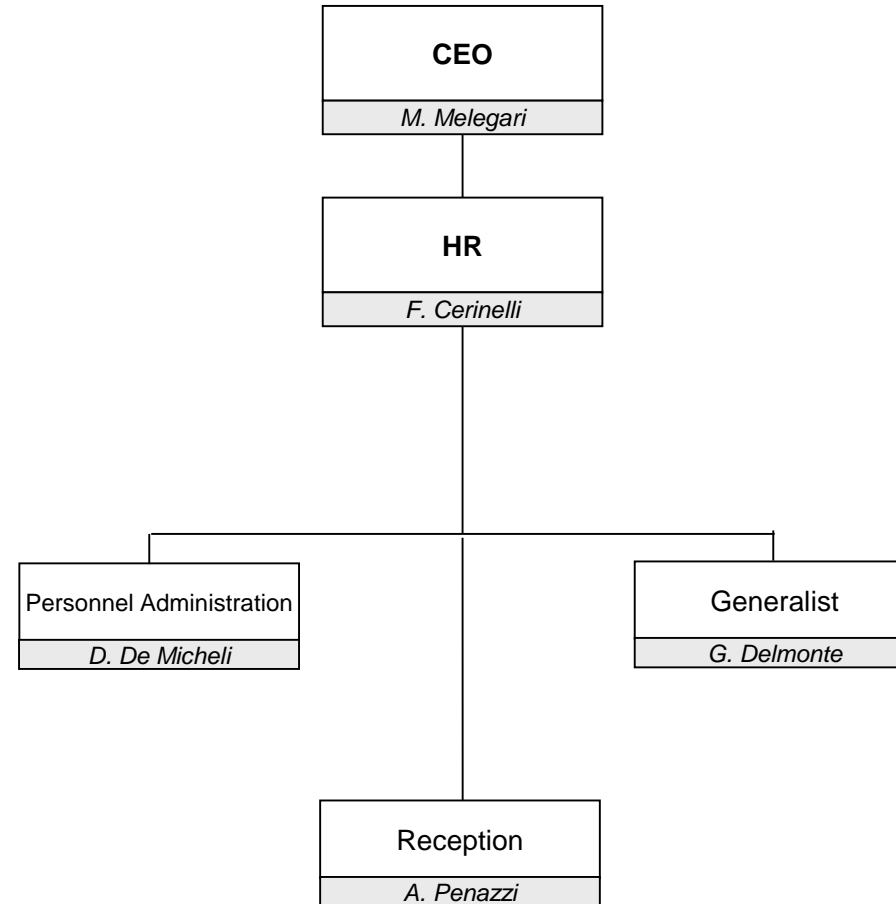 CEO
M. Melegari
HR
F. Cerinelli
Personnel Administration
D. De Micheli
Generalist
G. Delmonte
Reception
A. Penazzi